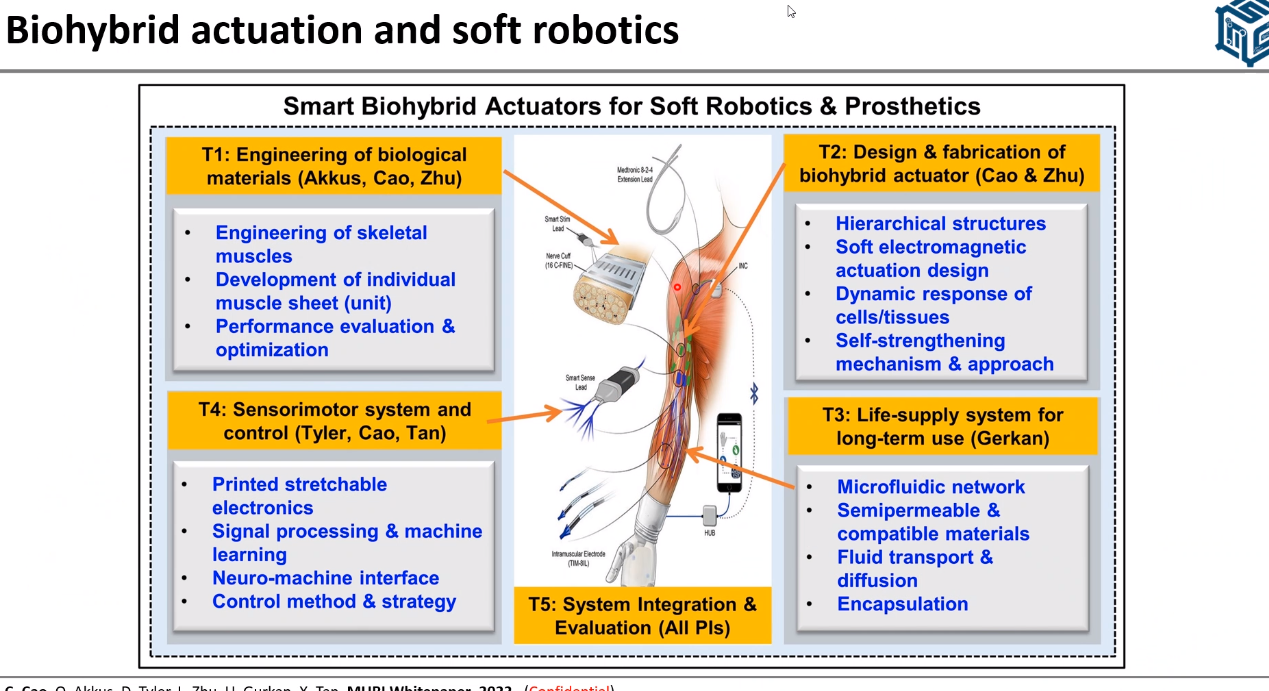 Biohybrid actuation and soft robotics
Smart Biohybrid Actuators for Soft Robotics & Prosthetics
T1: Engineering of biological
materials (Akkus, Cao, Zhu)
• Engineering of skeletal
muscles
• Development of individual
muscle sheet (unit)
• Performance evaluation &
optimization
T4: Sensorimotor system and
control (Tyler, Cao, Tan)
• Printed stretchable
electronics
• Signal processing & machine
learning
• Neuro-machine interface
• Control method & strategy
Medtronic 8-2-4
Extension Lead
Smart Stim
Lead
Nerve Cuff
(16 C-FINE)
INC
Smart Sense
Lead
HUB
Intramuscular Electrode
(TIM-8IL)
T5: System Integration &
Evaluation (All PIs)
T2: Design & fabrication of
biohybrid actuator (Cao & Zhu)
• Hierarchical structures
• Soft electromagnetic
actuation design
• Dynamic response of
cells/tissues
• Self-strengthening
mechanism & approach
T3: Life-supply system for
long-term use (Gerkan)
• Microfluidic network
• Semipermeable &
compatible materials
• Fluid transport &
diffusion
• Encapsulation
C. Cao, O. Akkus, D. Tyler, L. Zhu, U. Gurkan, X. Tan, MURI Whitepaper, 2023. (Confidential)